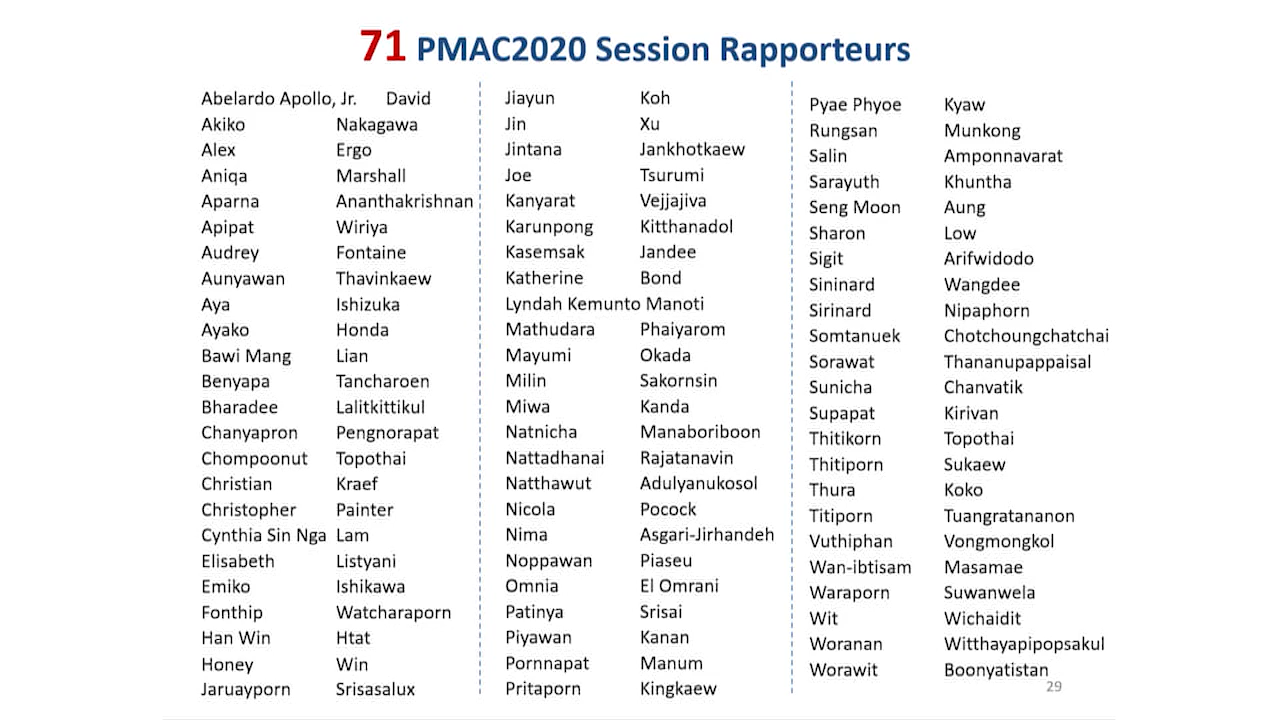 71 PMAC2020 Session Rapporteurs
Abelardo Apollo, Jr. David
Akiko Nakagawa
Alex Ergo
Aniqa Marshall
Aparna Ananthakrishnan
Apipat Wiriya
Audrey Fontaine
Aunyawan Thavinkaew
Aya Ishizuka
Ayako Honda
Bawi Mang Lian
Benyapa Tancharoen
Bharadee Lalitkittikul
Chanyapron Pengnorapat
Chompoonut Topothai
Christian Kraef
Christopher Painter
Cynthia Sin Nga Lam
Elisabeth Listyani
Emiko Ishikawa
Fonthip Watcharaporn
Han Win Htat
Honey Win
Jaruayporn Srisasalux
Jiayun Koh
Jin Xu
Jintana Jankhotkaew
Joe Tsurumi
Kanyarat Vejjajiva
Karunpong Kitthanadol
Kasemsak Jandee
Katherine Bond
Lyndah Kemunto Manoti
Mathudara Phaiyarom
Mayumi Okada
Milin Sakornsin
Miwa Kanda
Natnicha Manaboriboon
Nattadhanai Rajatanavin
Natthawut Adulyanukosol
Nicola Pocock
Nima Asgari-Jirhandeh
Noppawan Piaseu
Omnia El Omrani
Patinya Srisai
Piyawan Kanan
Pornnapat Manum
Pritaporn Kingkaew
Pyae Phyoe Kyaw
Rungsan Munkong
Salin Amponnavarat
Sarayuth Khuntha
Seng Moon Aung
Sharon Low
Sigit Arifwidodo
Sininard Wangdee
Sirinard Nipaphorn
Somtanuek Chotchoungchatchai
Sorawat Thananupappaisal
Sunicha Chanvatik
Supapat Kirivan
Thitikorn Topothai
Thitiporn Sukaew
Thura Koko
Titiporn Tuangratananon
Vuthiphan Vongmongkol
Wan-ibtisam Masamae
Waraporn Suwanwela
Wit Wichaidit
Woranan Witthayapipopsakul
Worawit Boonyatistan
29